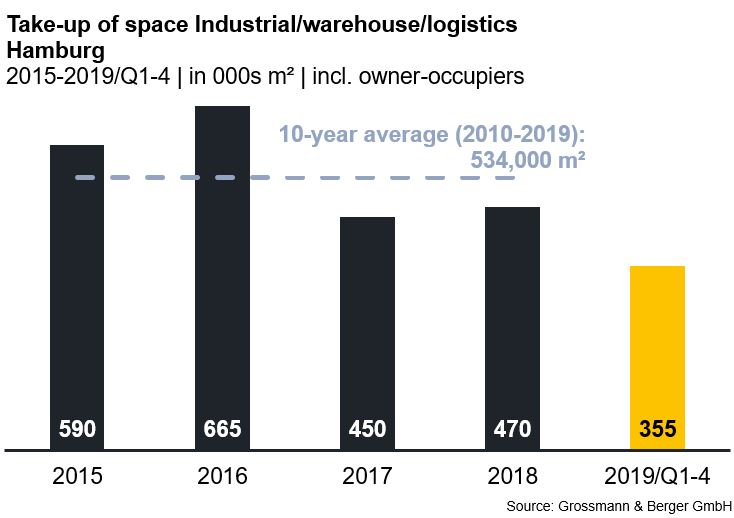 Take-up of space Industrial/warehouse/logistics
Hamburg
2015-2019/Q1-4 | in 000s m² | incl. owner-occupiers
10-year average (2010-2019):
534,000 m²
590 665 450 470 355
2015 2016 2017 2018 2019/Q1-4
Source: Grossmann & Berger GmbH